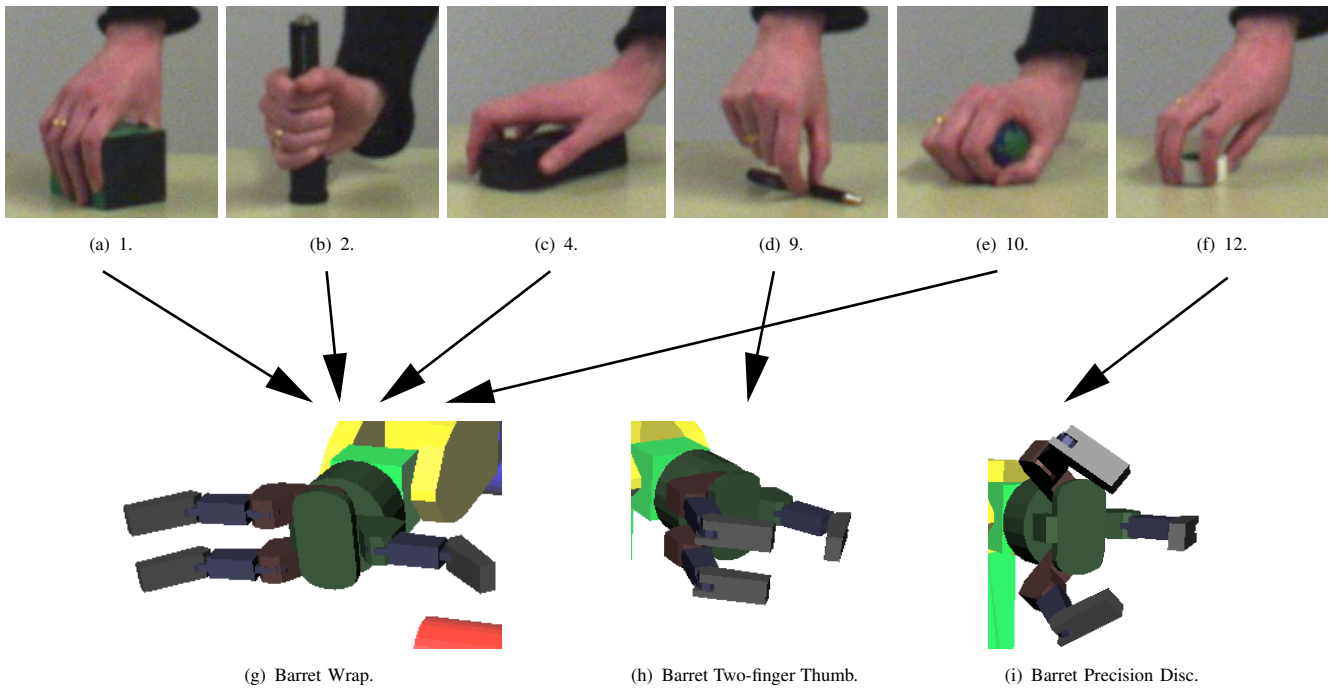 (a) 1. (b) 2. (c) 4. (d) 9. (e) 10. (f) 12.
(g) Barret Wrap. (h) Barret Two-finger Thumb. (i) Barret Precision Disc.